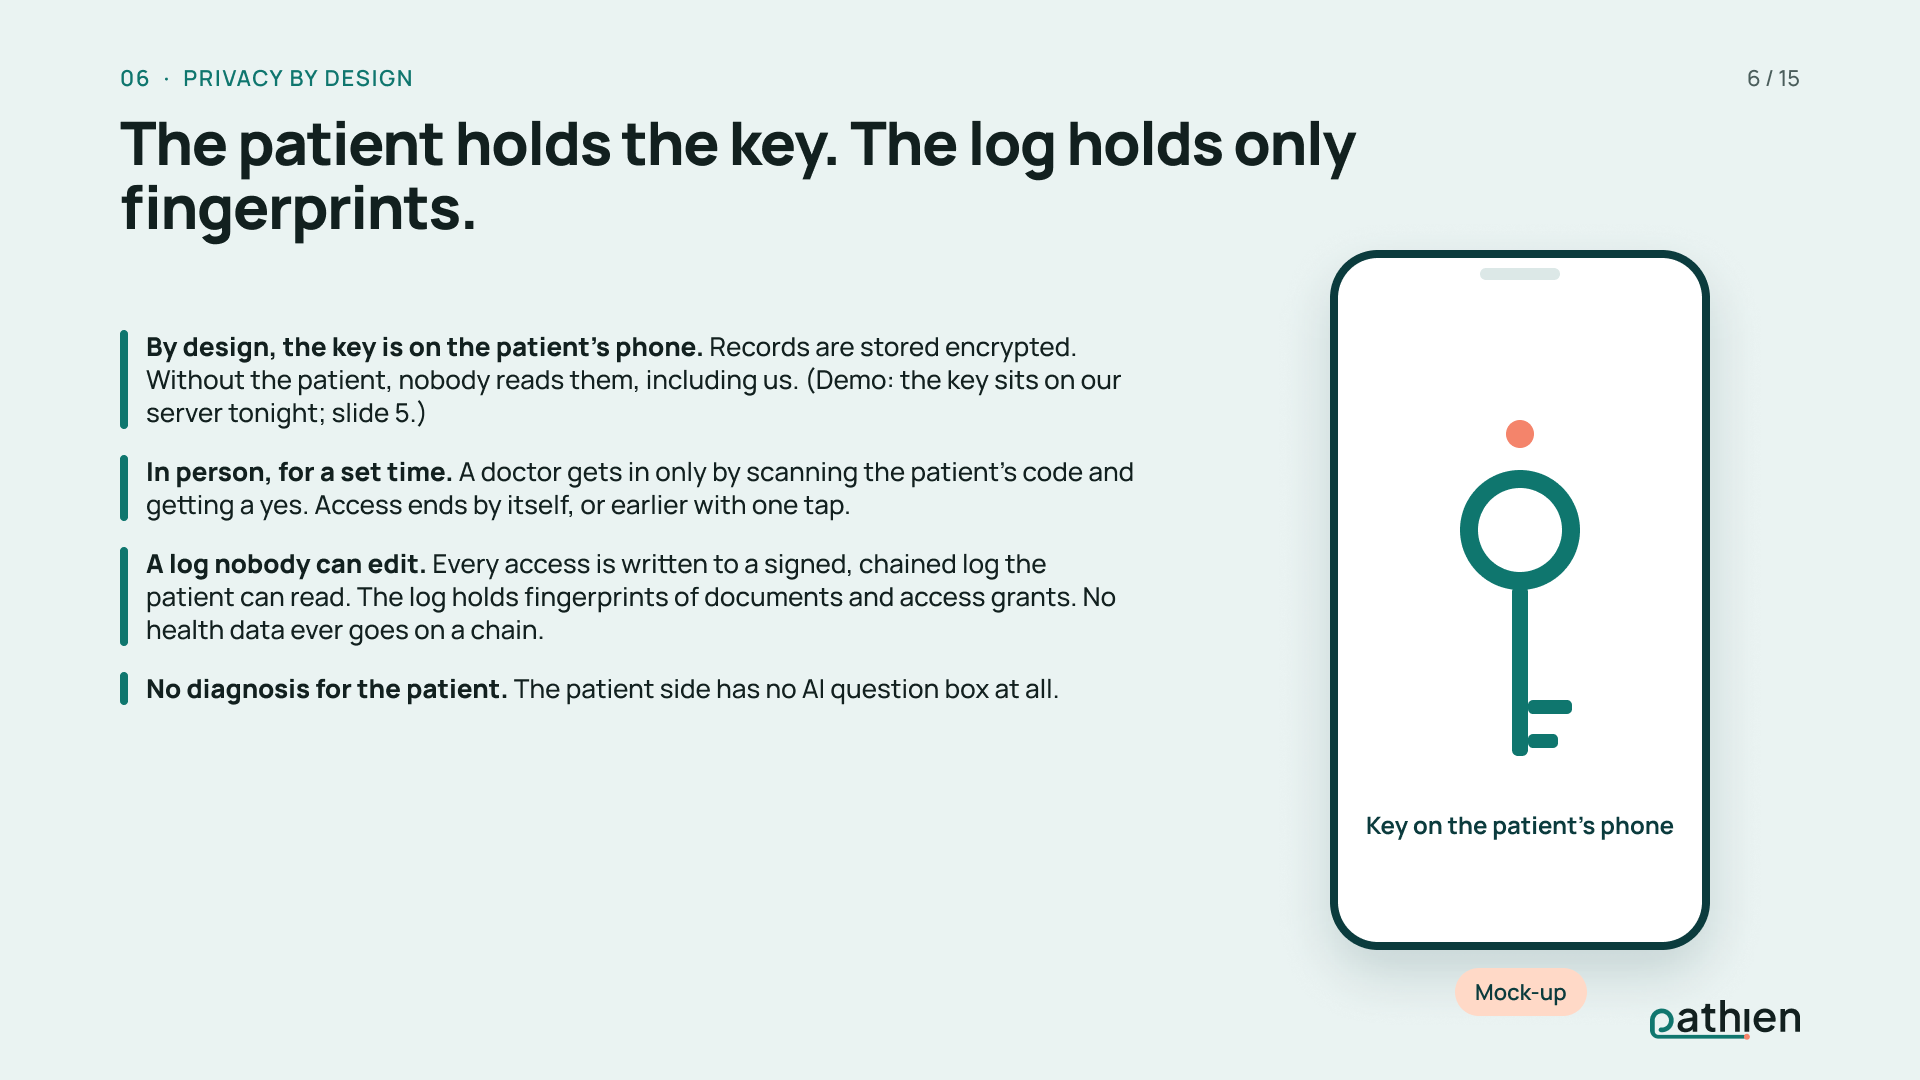 06 · PRIVACY BY DESIGN
6 / 15
The patient holds the key. The log holds only
fingerprints.
By design, the key is on the patient’s phone. Records are stored encrypted.
Without the patient, nobody reads them, including us. (Demo: the key sits on our
server tonight; slide 5.)
In person, for a set time. A doctor gets in only by scanning the patient’s code and
getting a yes. Access ends by itself, or earlier with one tap.
A log nobody can edit. Every access is written to a signed, chained log the
patient can read. The log holds fingerprints of documents and access grants. No
health data ever goes on a chain.
No diagnosis for the patient. The patient side has no AI question box at all.
Key on the patient’s phone
Mock-up
pathien